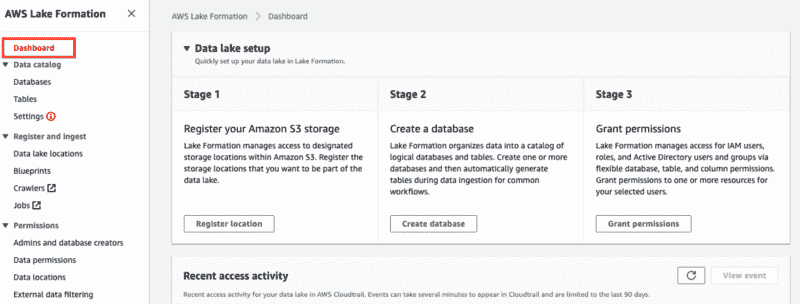 AWS Lake Formation
Dashboard
Data catalog
Databases
Tables
Settings
Register and ingest
Data lake locations
Blueprints
Crawlers
Jobs
Permissions
Admins and database creators
Data permissions
Data locations
External data filtering
AWS Lake Formation > Dashboard
Data lake setup
Quickly set up your data lake in Lake Formation.
Stage 1
Register your Amazon S3 storage
Lake Formation manages access to designated
storage locations within Amazon S3. Register the
storage locations that you want to be part of the
data lake.
Register location
Stage 2
Create a database
Lake Formation organizes data into a catalog of
logical databases and tables. Create one or more
databases and then automatically generate
tables during data ingestion for common
workflows.
Create database
Stage 3
Grant permissions
Lake Formation manages access for IAM users,
roles, and Active Directory users and groups via
flexible database, table, and column permissions.
Grant permissions to one or more resources for
your selected users.
Grant permissions
Recent access activity
View event
Recent access activity for your data lake in AWS Cloudtrail. Events can take several minutes to appear in Cloudtrail and are limited to the last 90 days.